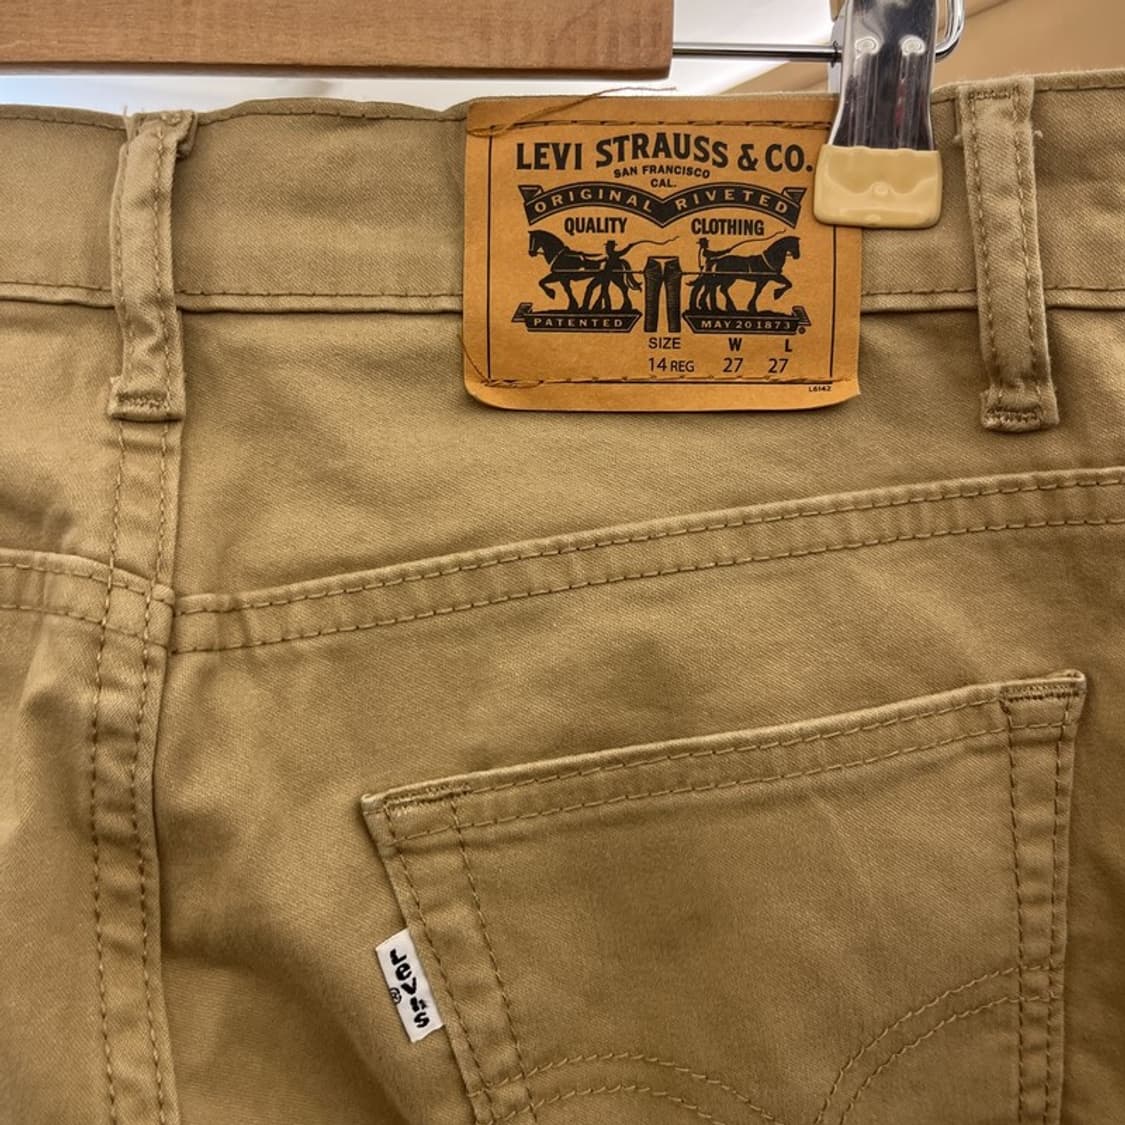 LEVI STRAUSS & CO.
SAN FRANCISCO
CAL.
ORIGINAL RIVETED
QUALITY CLOTHING
PATENTED MAY 20 1873
SIZE W L
14 REG 27 27
L6142
Levi's
®